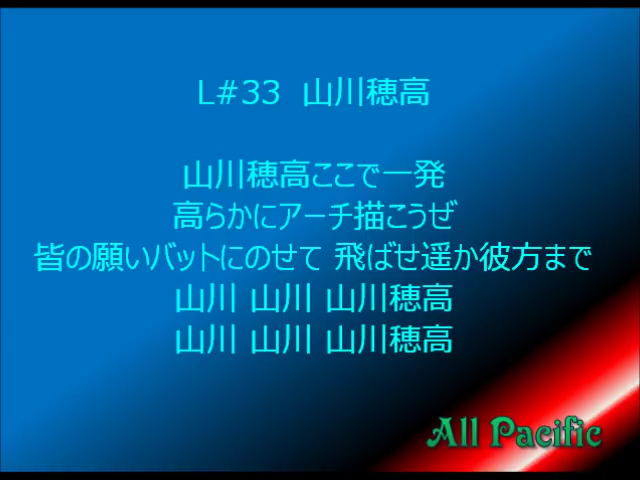 L#33 山川穂高
山川穂高ここで一発
高らかにアーチ描こうぜ
皆の願いバットにのせて 飛ばせ遥か彼方まで
山川 山川 山川穂高
山川 山川 山川穂高
All Pacific